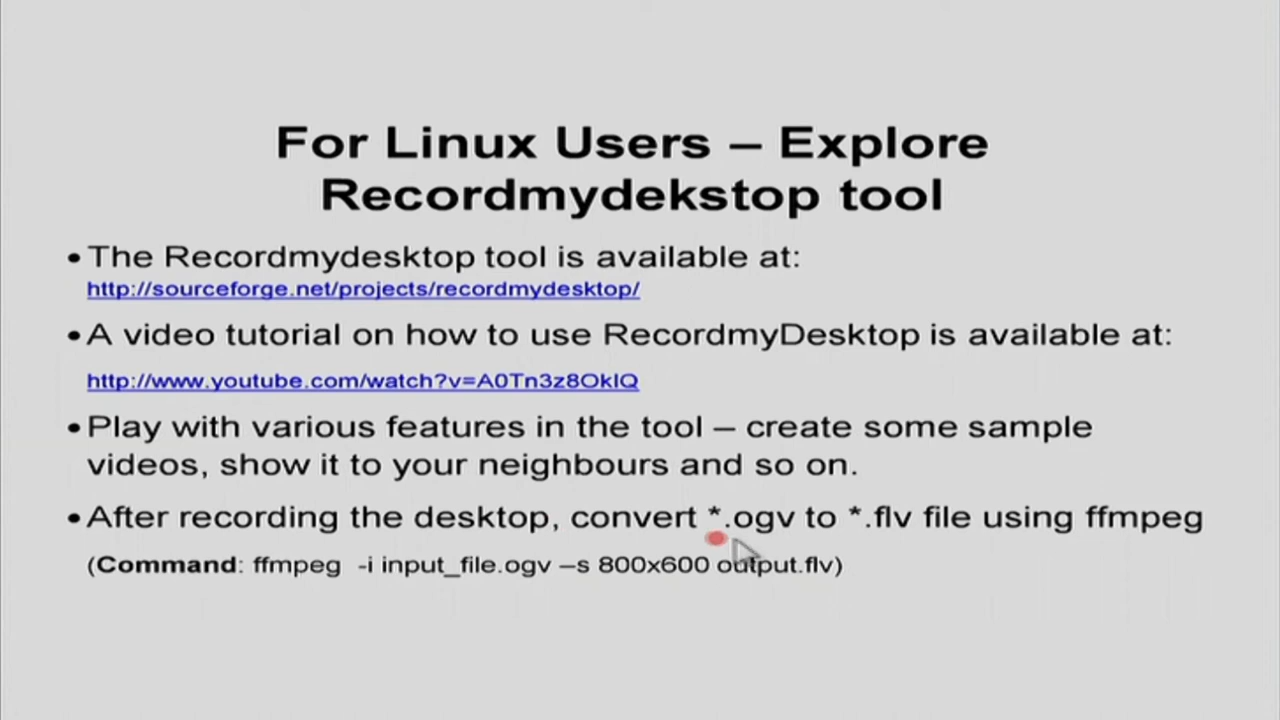 For Linux Users – Explore
Recordmydekstop tool
•The Recordmydesktop tool is available at:
http://sourceforge.net/projects/recordmydesktop/
•A video tutorial on how to use RecordmyDesktop is available at:
http://www.youtube.com/watch?v=A0Tn3z8OkIQ
•Play with various features in the tool – create some sample
videos, show it to your neighbours and so on.
•After recording the desktop, convert *.ogv to *.flv file using ffmpeg
(Command: ffmpeg -i input_file.ogv –s 800x600 output.flv)